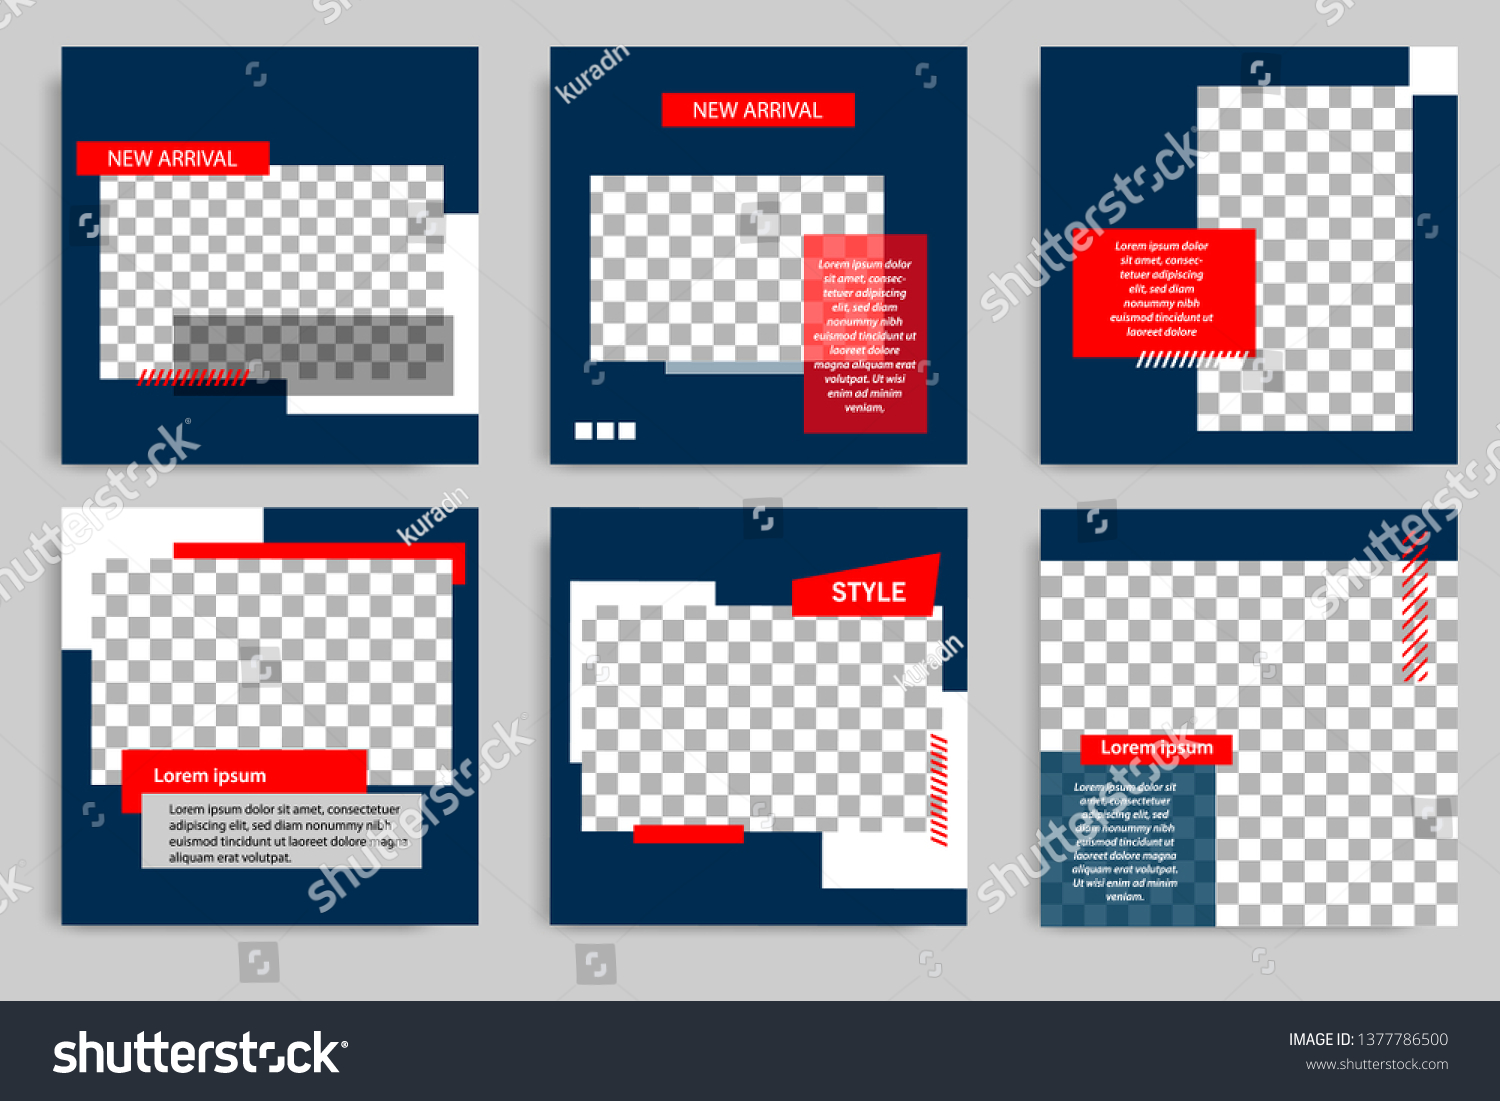 NEW ARRIVAL
NEW ARRIVAL
Lorem ipsum dolor
sit amet, consec-
tetuer adipiscing
elit, sed diam
nonummy nibh
euismod tincidunt ut
laoreet dolore
magna aliquam erat
volutpat. Ut wisi
enim ad minim
veniam,
Lorem ipsum dolor
sit amet, consec-
tetuer adipiscing
elit, sed diam
nonummy nibh
euismod tincidunt ut
laoreet dolore
Lorem ipsum
Lorem ipsum dolor sit amet, consectetuer
adipiscing elit, sed diam nonummy nibh
euismod tincidunt ut laoreet dolore magna
aliquam erat volutpat.
STYLE
Lorem ipsum
Lorem ipsum dolor sit
amet, consectetuer
adipiscing elit, sed
diam nonummy nibh
euismod tincidunt ut
laoreet dolore magna
aliquam erat volutpat.
Ut wisi enim ad minim
veniam.
kuradn
kuradn
kuradn
shutterstock
shutterstock
shutterstock
shutterstock
shutterstock
shutterstock
shutterstock
IMAGE ID: 1377786500
www.shutterstock.com